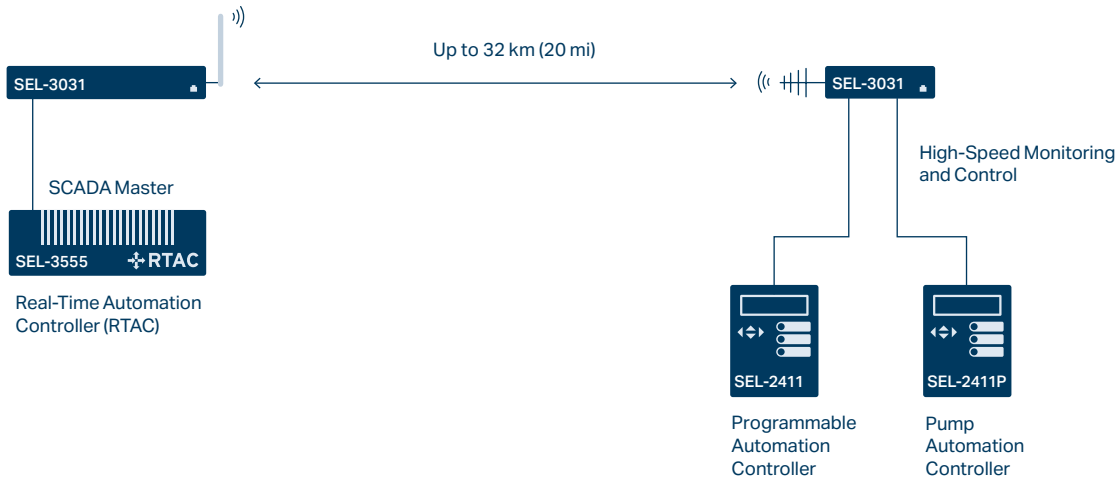 Up to 32 km (20 mi)
SEL-3031
SEL-3031
High-Speed Monitoring
and Control
SCADA Master
SEL-3555
RTAC
Real-Time Automation
Controller (RTAC)
SEL-2411
SEL-2411P
Programmable
Automation
Controller
Pump
Automation
Controller